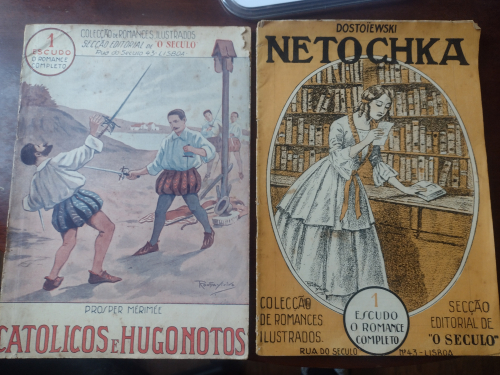 1
ESCUDO
O ROMANCE
COMPLETO
COLECÇÃO DE ROMANCES ILUSTRADOS
SECÇÃO EDITORIAL DE "O SECULO"
Rua do Seculo 43·LISBOA
PROSPER MÉRIMÉE
CATOLICOS E HUGONOTOS
DOSTOIEWSKI
NETOCHKA
COLECÇÃO
DE ROMANCES
ILUSTRADOS
1
ESCUDO
O ROMANCE
COMPLETO
SECÇÃO
EDITORIAL DE
"O SECULO"
RUA DO SECULO Nº 43-LISBOA